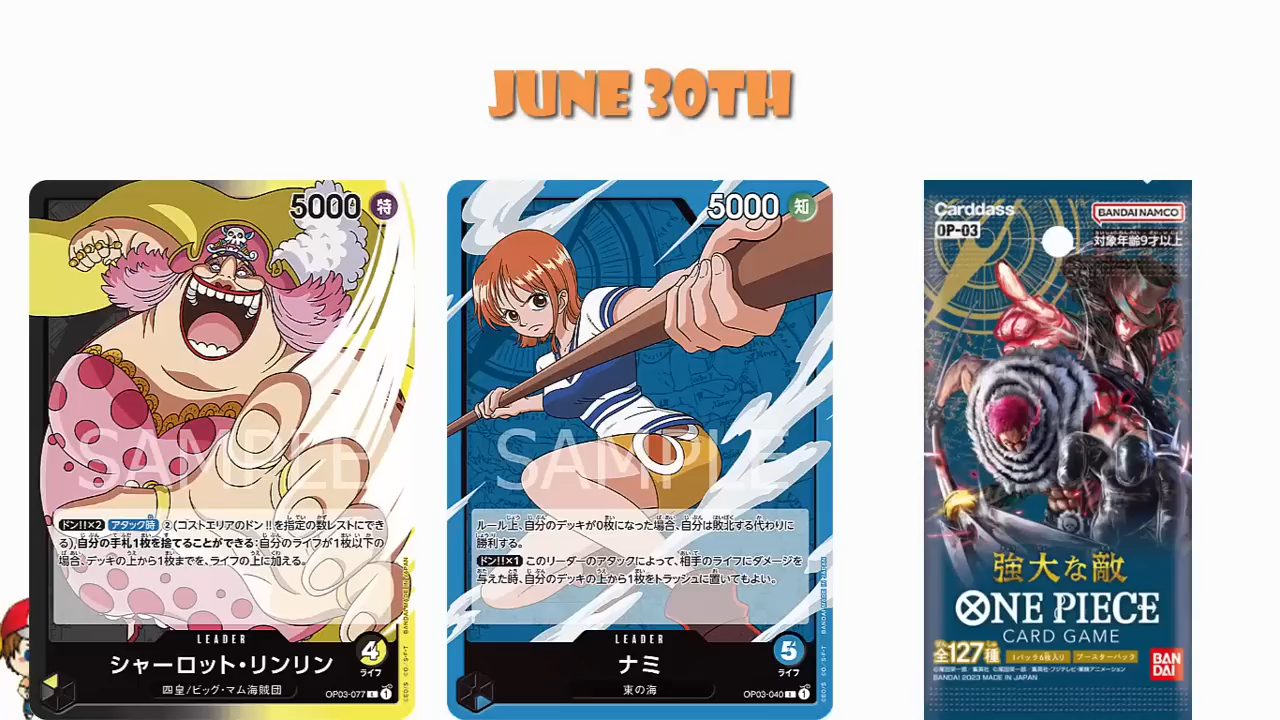 JUNE 30TH
5000 特
SAMPLE
ドン!!×2 アタック時 ②(コストエリアのドン!!を指定の数レストにできる)、自分の手札1枚を捨てることができる:自分のライフが1枚以下の場合、デッキの上から1枚までを、ライフの上に加える。
LEADER
シャーロット・リンリン
四皇/ビッグ・マム海賊団
4
ライフ
OP03-077 L 1
5000 知
SAMPLE
ルール上、自分のデッキが0枚になった場合、自分は敗北する代わりに
勝利する。
ドン!!×1 このリーダーのアタックによって、相手のライフにダメージを
与えた時、自分のデッキの上から1枚をトラッシュに置いてもよい。
LEADER
ナミ
東の海
5
ライフ
OP03-040 L 1
Carddass
BANDAI NAMCO
OP-03
対象年齢9才以上
強大な敵
ONE PIECE
CARD GAME
全127種
1パック6枚入り ブースターパック
BANDAI 2023 MADE IN JAPAN
BAN
DAI